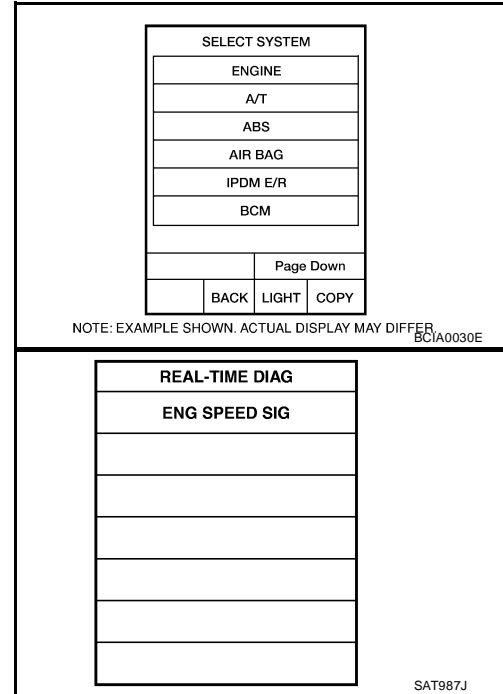 SELECT SYSTEM
ENGINE
A/T
ABS
AIR BAG
IPDM E/R
BCM
Page Down
BACK LIGHT COPY
NOTE: EXAMPLE SHOWN. ACTUAL DISPLAY MAY DIFFER.
BCIA0030E
REAL-TIME DIAG
ENG SPEED SIG
SAT987J